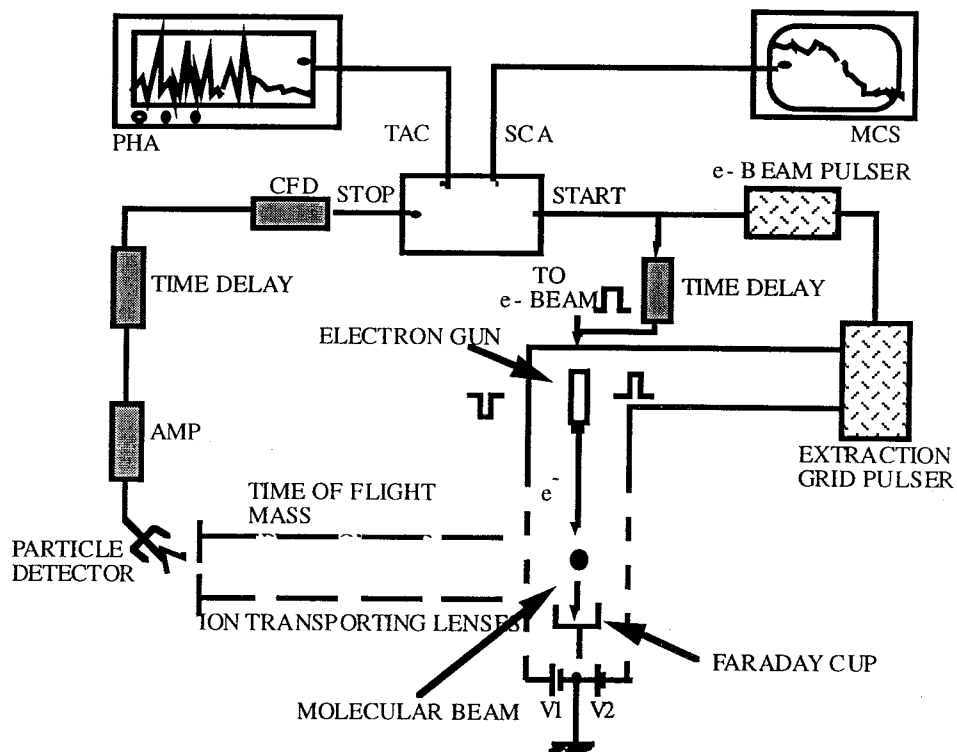 PHA
TAC
SCA
MCS
e- BEAM PULSER
CFD
STOP
START
TIME DELAY
TO
e- BEAM
TIME DELAY
ELECTRON GUN
AMP
EXTRACTION
GRID PULSER
TIME OF FLIGHT
MASS
e-
PARTICLE
DETECTOR
ION TRANSPORTING LENSES
FARADAY CUP
MOLECULAR BEAM
V1
V2